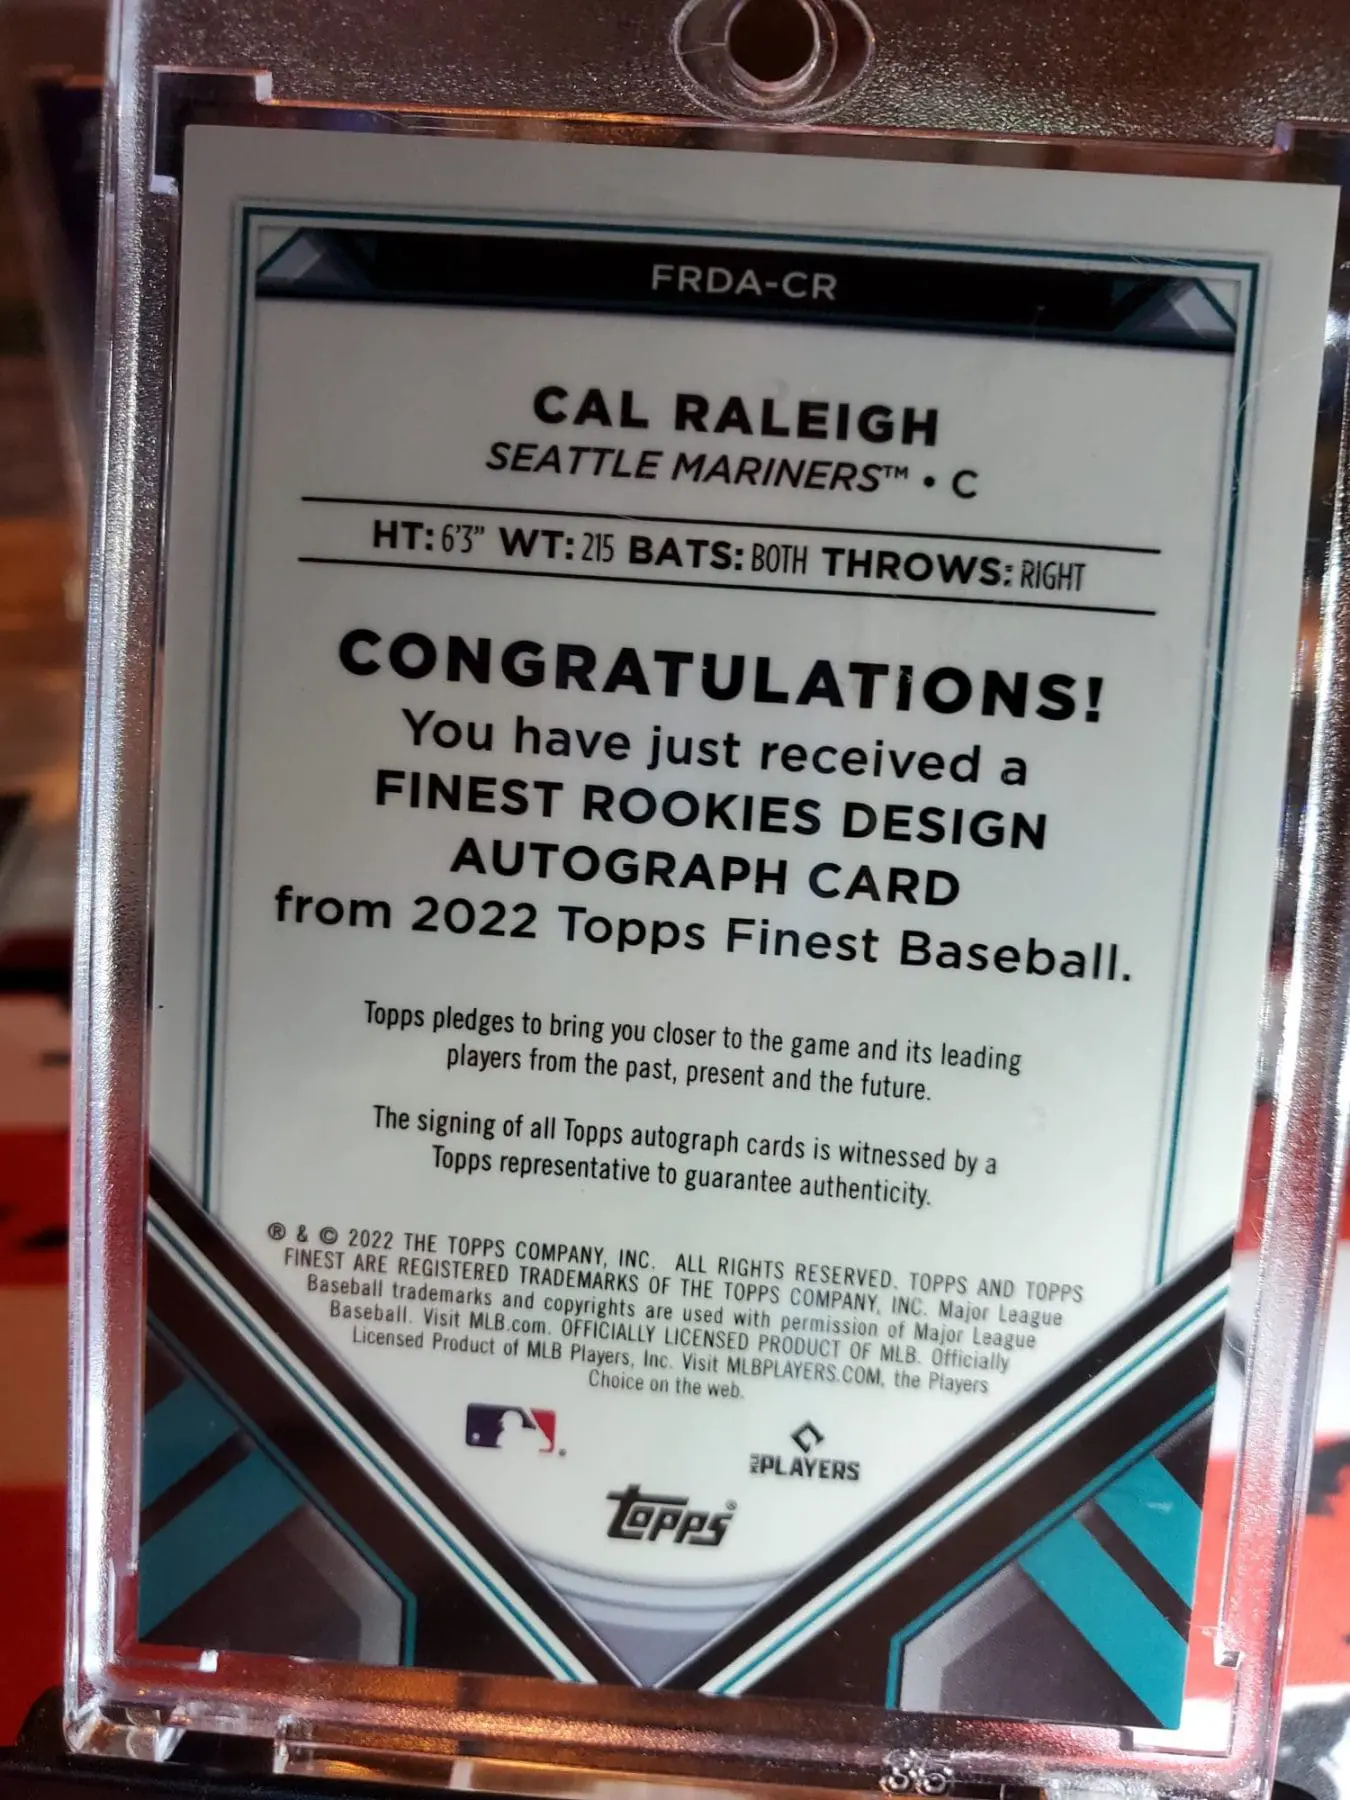 FRDA-CR
CAL RALEIGH
SEATTLE MARINERS™ • C
HT: 6'3" WT: 215 BATS: BOTH THROWS: RIGHT
CONGRATULATIONS!
You have just received a
FINEST ROOKIES DESIGN
AUTOGRAPH CARD
from 2022 Topps Finest Baseball.
Topps pledges to bring you closer to the game and its leading
players from the past, present and the future.
The signing of all Topps autograph cards is witnessed by a
Topps representative to guarantee authenticity.
® & © 2022 THE TOPPS COMPANY, INC. ALL RIGHTS RESERVED. TOPPS AND TOPPS
FINEST ARE REGISTERED TRADEMARKS OF THE TOPPS COMPANY, INC. Major League
Baseball trademarks and copyrights are used with permission of Major League
Baseball. Visit MLB.com. OFFICIALLY LICENSED PRODUCT OF MLB. Officially
Licensed Product of MLB Players, Inc. Visit MLBPLAYERS.COM, the Players
Choice on the web.
PLAYERS
Topps®